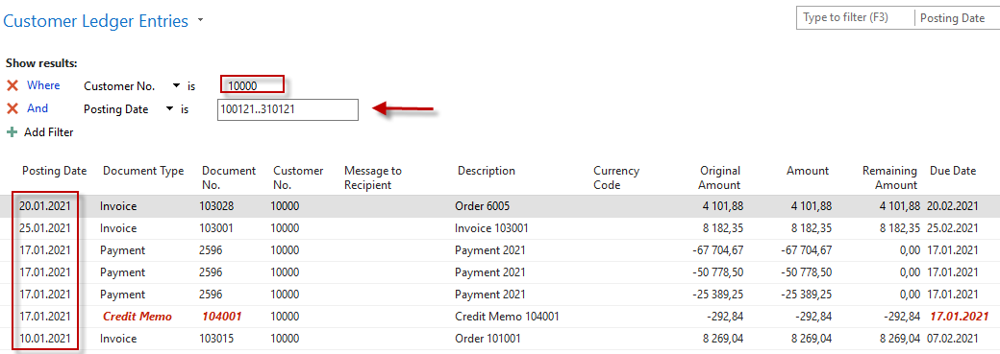 Customer Ledger Entries
Type to filter (F3) Posting Date
Show results:
Where Customer No. is 10000
And Posting Date is 100121..310121
Add Filter
Posting Date Document Type Document No. Customer No. Message to Recipient Description Currency Code Original Amount Amount Remaining Amount Due Date
20.01.2021 Invoice 103028 10000 Order 6005 4 101,88 4 101,88 4 101,88 20.02.2021
25.01.2021 Invoice 103001 10000 Invoice 103001 8 182,35 8 182,35 8 182,35 25.02.2021
17.01.2021 Payment 2596 10000 Payment 2021 -67 704,67 -67 704,67 0,00 17.01.2021
17.01.2021 Payment 2596 10000 Payment 2021 -50 778,50 -50 778,50 0,00 17.01.2021
17.01.2021 Payment 2596 10000 Payment 2021 -25 389,25 -25 389,25 0,00 17.01.2021
17.01.2021 Credit Memo 104001 10000 Credit Memo 104001 -292,84 -292,84 -292,84 17.01.2021
10.01.2021 Invoice 103015 10000 Order 101001 8 269,04 8 269,04 8 269,04 07.02.2021